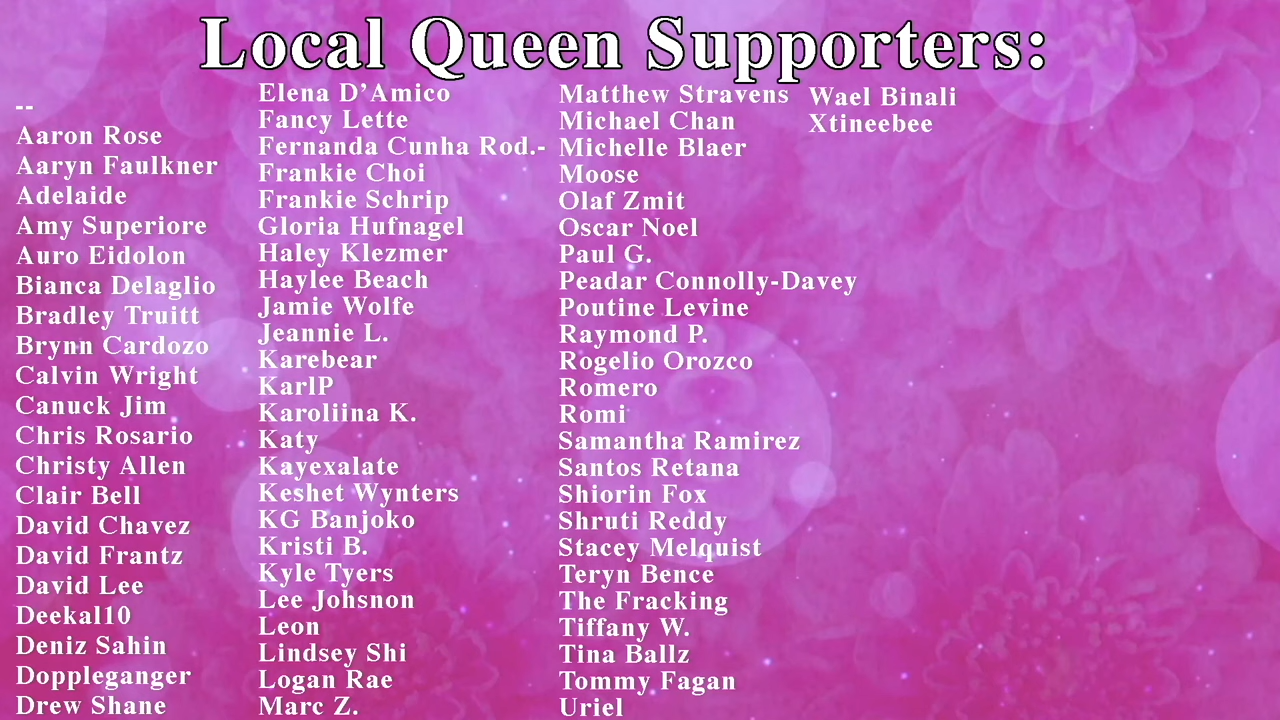 Local Queen Supporters:
--
Aaron Rose
Aaryn Faulkner
Adelaide
Amy Superiore
Auro Eidolon
Bianca Delaglio
Bradley Truitt
Brynn Cardozo
Calvin Wright
Canuck Jim
Chris Rosario
Christy Allen
Clair Bell
David Chavez
David Frantz
David Lee
Deekal10
Deniz Sahin
Doppleganger
Drew Shane
Elena D’Amico
Fancy Lette
Fernanda Cunha Rod.-
Frankie Choi
Frankie Schrip
Gloria Hufnagel
Haley Klezmer
Haylee Beach
Jamie Wolfe
Jeannie L.
Karebear
KarlP
Karoliina K.
Katy
Kayexalate
Keshet Wynters
KG Banjoko
Kristi B.
Kyle Tyers
Lee Johsnon
Leon
Lindsey Shi
Logan Rae
Marc Z.
Matthew Stravens
Michael Chan
Michelle Blaer
Moose
Olaf Zmit
Oscar Noel
Paul G.
Peadar Connolly-Davey
Poutine Levine
Raymond P.
Rogelio Orozco
Romero
Romi
Samantha Ramirez
Santos Retana
Shiorin Fox
Shruti Reddy
Stacey Melquist
Teryn Bence
The Fracking
Tiffany W.
Tina Ballz
Tommy Fagan
Uriel
Wael Binali
Xtineebee